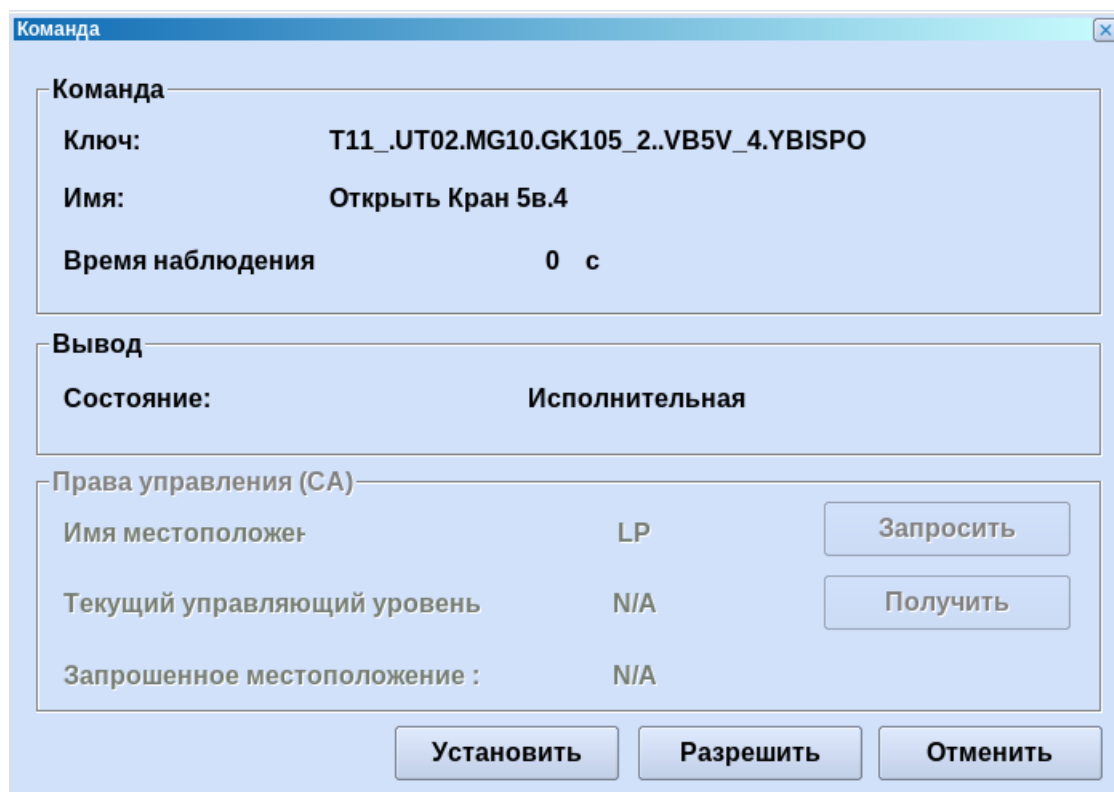 Команда
Команда
Ключ: T11_.UT02.MG10.GK105_2..VB5V_4.YBISPO
Имя: Открыть Кран 5в.4
Время наблюдения 0 с
Вывод
Состояние: Исполнительная
Права управления (СА)
Имя местоположен LP Запросить
Текущий управляющий уровень N/A Получить
Запрошенное местоположение : N/A
Установить Разрешить Отменить